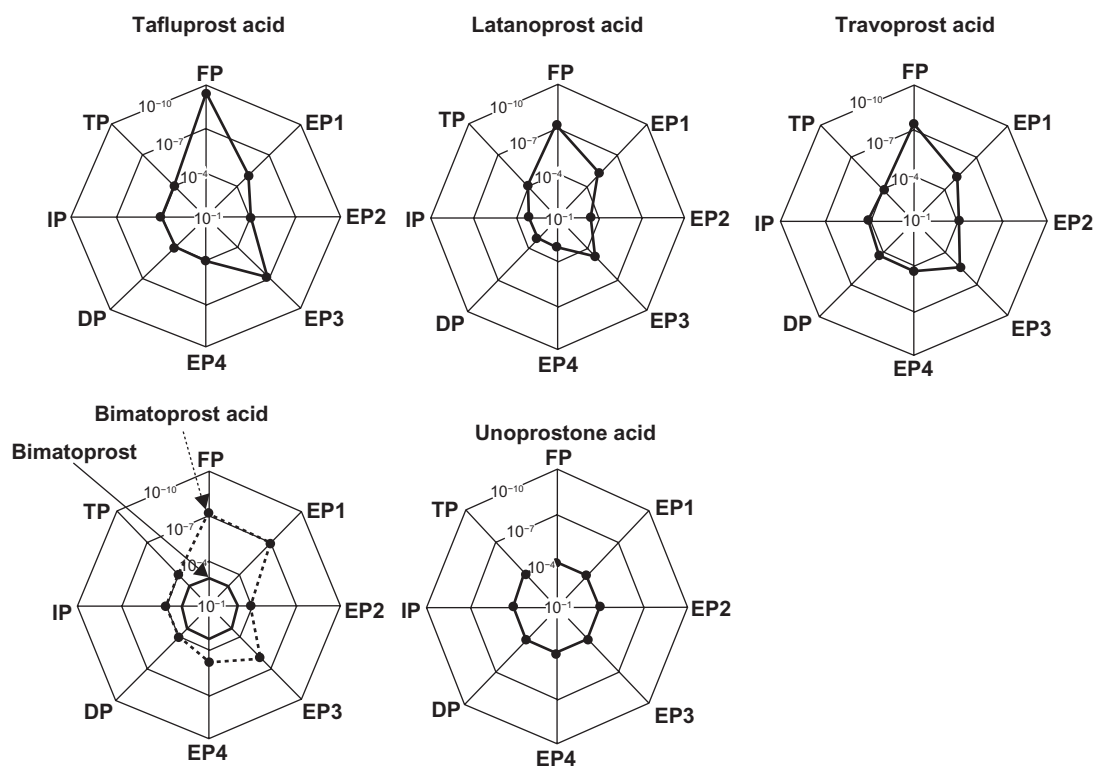 Tafluprost acid
FP
EP1
EP2
EP3
EP4
DP
IP
TP
10⁻¹⁰
10⁻⁷
10⁻⁴
10⁻¹
Latanoprost acid
FP
EP1
EP2
EP3
EP4
DP
IP
TP
10⁻¹⁰
10⁻⁷
10⁻⁴
10⁻¹
Travoprost acid
FP
EP1
EP2
EP3
EP4
DP
IP
TP
10⁻¹⁰
10⁻⁷
10⁻⁴
10⁻¹
Bimatoprost acid
Bimatoprost
FP
EP1
EP2
EP3
EP4
DP
IP
TP
10⁻¹⁰
10⁻⁷
10⁻⁴
10⁻¹
Unoprostone acid
FP
EP1
EP2
EP3
EP4
DP
IP
TP
10⁻¹⁰
10⁻⁷
10⁻⁴
10⁻¹